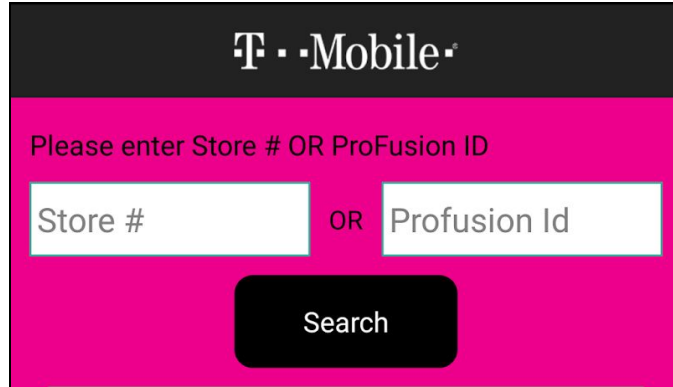 T··Mobile·®
Please enter Store # OR ProFusion ID
Store # OR Profusion Id
Search